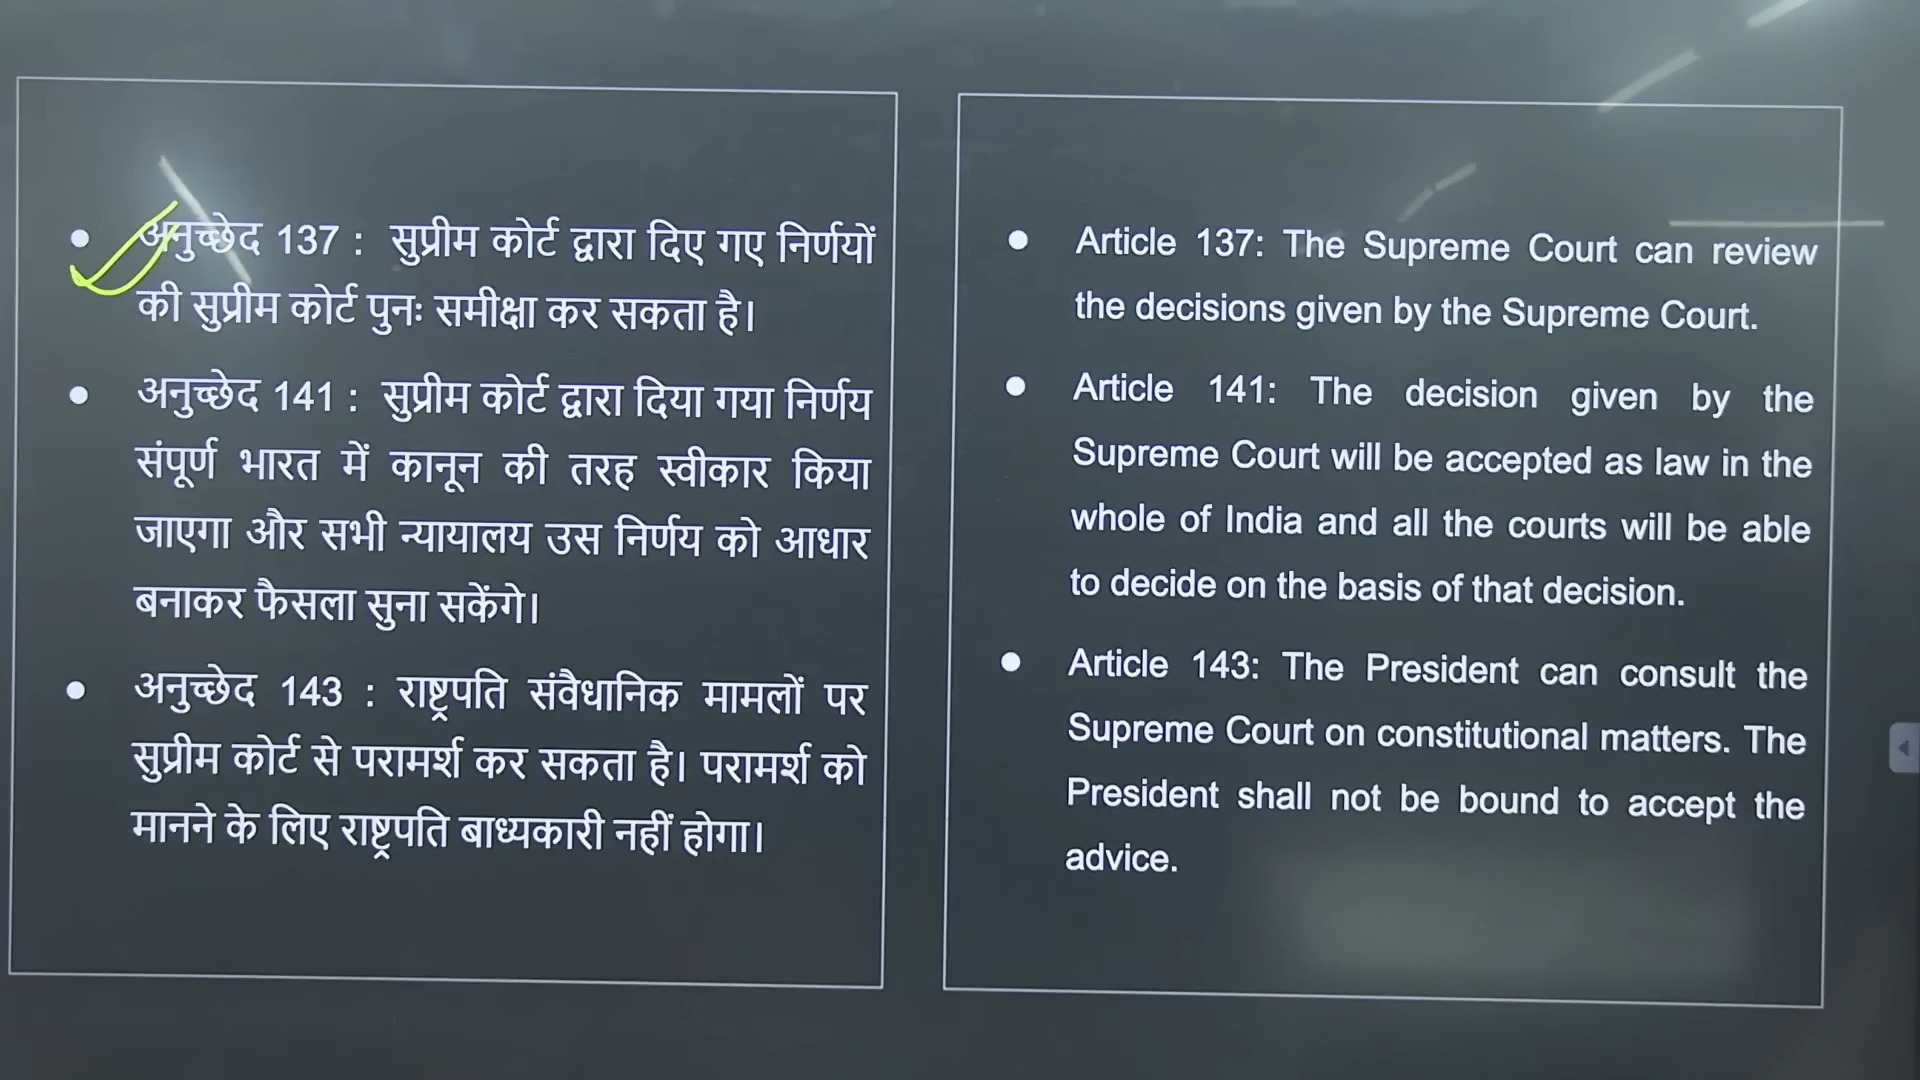 अनुच्छेद 137 : सुप्रीम कोर्ट द्वारा दिए गए निर्णयों
की सुप्रीम कोर्ट पुनः समीक्षा कर सकता है।
अनुच्छेद 141 : सुप्रीम कोर्ट द्वारा दिया गया निर्णय
संपूर्ण भारत में कानून की तरह स्वीकार किया
जाएगा और सभी न्यायालय उस निर्णय को आधार
बनाकर फैसला सुना सकेंगे।
अनुच्छेद 143 : राष्ट्रपति संवैधानिक मामलों पर
सुप्रीम कोर्ट से परामर्श कर सकता है। परामर्श को
मानने के लिए राष्ट्रपति बाध्यकारी नहीं होगा।
Article 137: The Supreme Court can review
the decisions given by the Supreme Court.
Article 141: The decision given by the
Supreme Court will be accepted as law in the
whole of India and all the courts will be able
to decide on the basis of that decision.
Article 143: The President can consult the
Supreme Court on constitutional matters. The
President shall not be bound to accept the
advice.